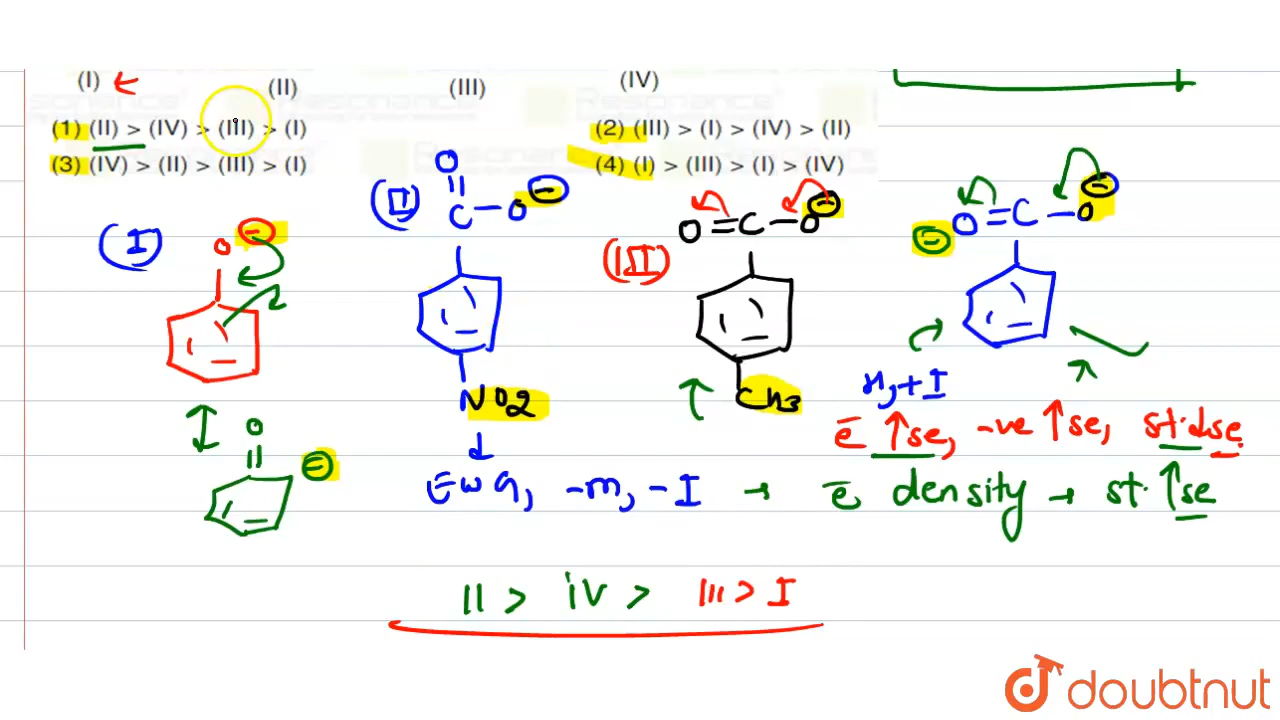 (I) (II) (III) (IV)
(1) (II) > (IV) > (III) > (I)
(2) (III) > (I) > (IV) > (II)
(3) (IV) > (II) > (III) > (I)
(4) (I) > (III) > (I) > (IV)
(I)
O -
O
(II)
O
C - O -
NO2
EWG, -m, -I → e̅ density → st. ↑se
(III)
O = C - O -
CH3
- O = C - O -
H, +I
e̅ ↑se, -ve ↑se, st. ↓se.
II > iV > III > I
doubtnut